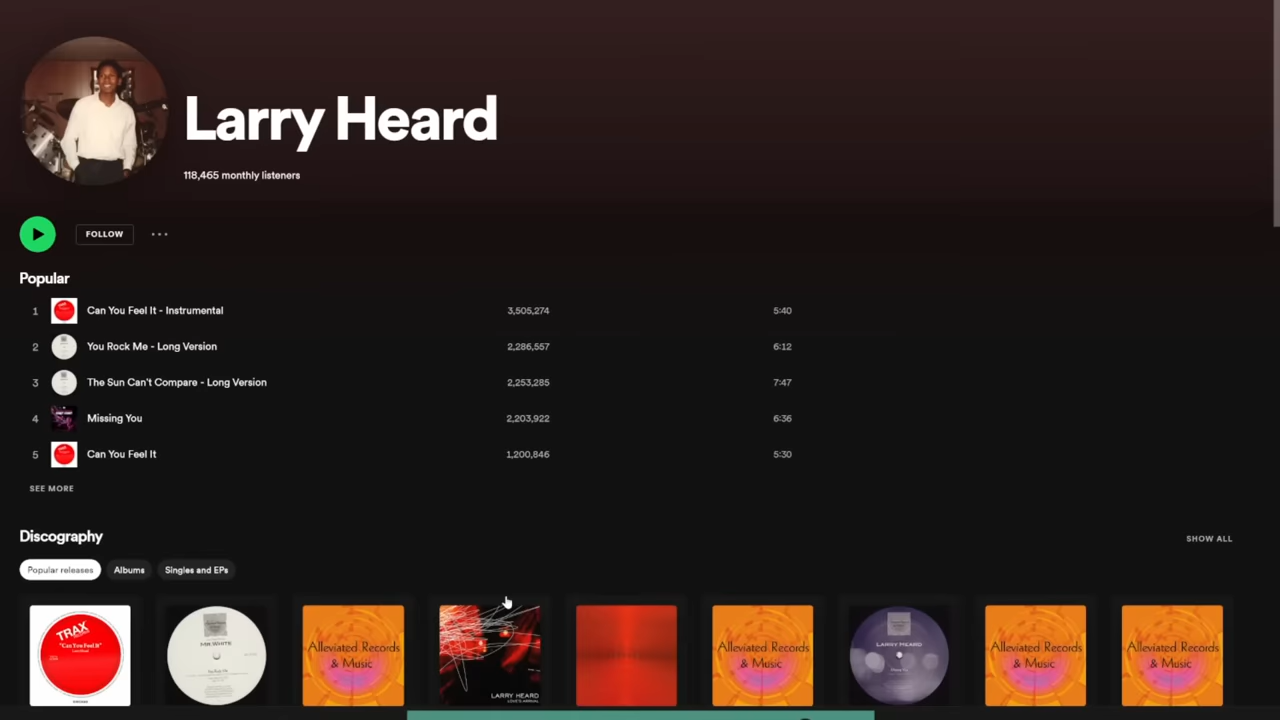 Larry Heard
118,465 monthly listeners
FOLLOW
Popular
1 Can You Feel It - Instrumental 3,505,274 5:40
2 You Rock Me - Long Version 2,286,557 6:12
3 The Sun Can't Compare - Long Version 2,253,285 7:47
4 Missing You 2,203,922 6:36
5 Can You Feel It 1,200,846 5:30
SEE MORE
Discography
SHOW ALL
Popular releases Albums Singles and EPs
TRAX
"Can You Feel It"
MR. WHITE
Alleviated Records
& Music
LARRY HEARD
LOVE'S ARRIVAL
Alleviated Records
& Music
LARRY HEARD
Alleviated Records
& Music
Alleviated Records
& Music